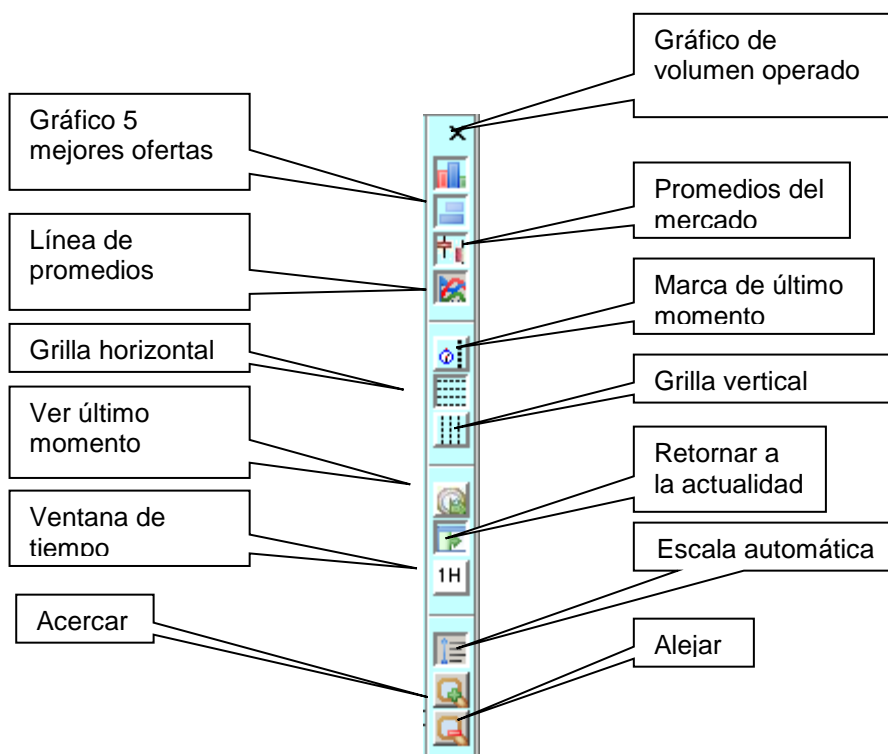 Gráfico de
volumen operado
Gráfico 5
mejores ofertas
Promedios del
mercado
Línea de
promedios
Marca de último
momento
Grilla horizontal
Grilla vertical
Ver último
momento
Retornar a
la actualidad
Ventana de
tiempo
Escala automática
1H
Acercar
Alejar